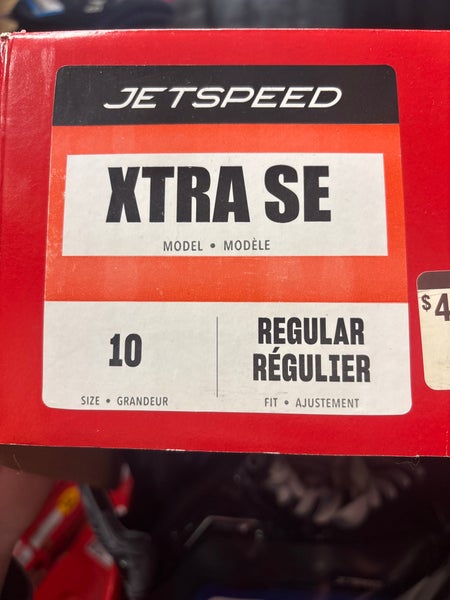 JETSPEED
XTRA SE
MODEL • MODÈLE
10
SIZE • GRANDEUR
REGULAR
RÉGULIER
FIT • AJUSTEMENT
$4